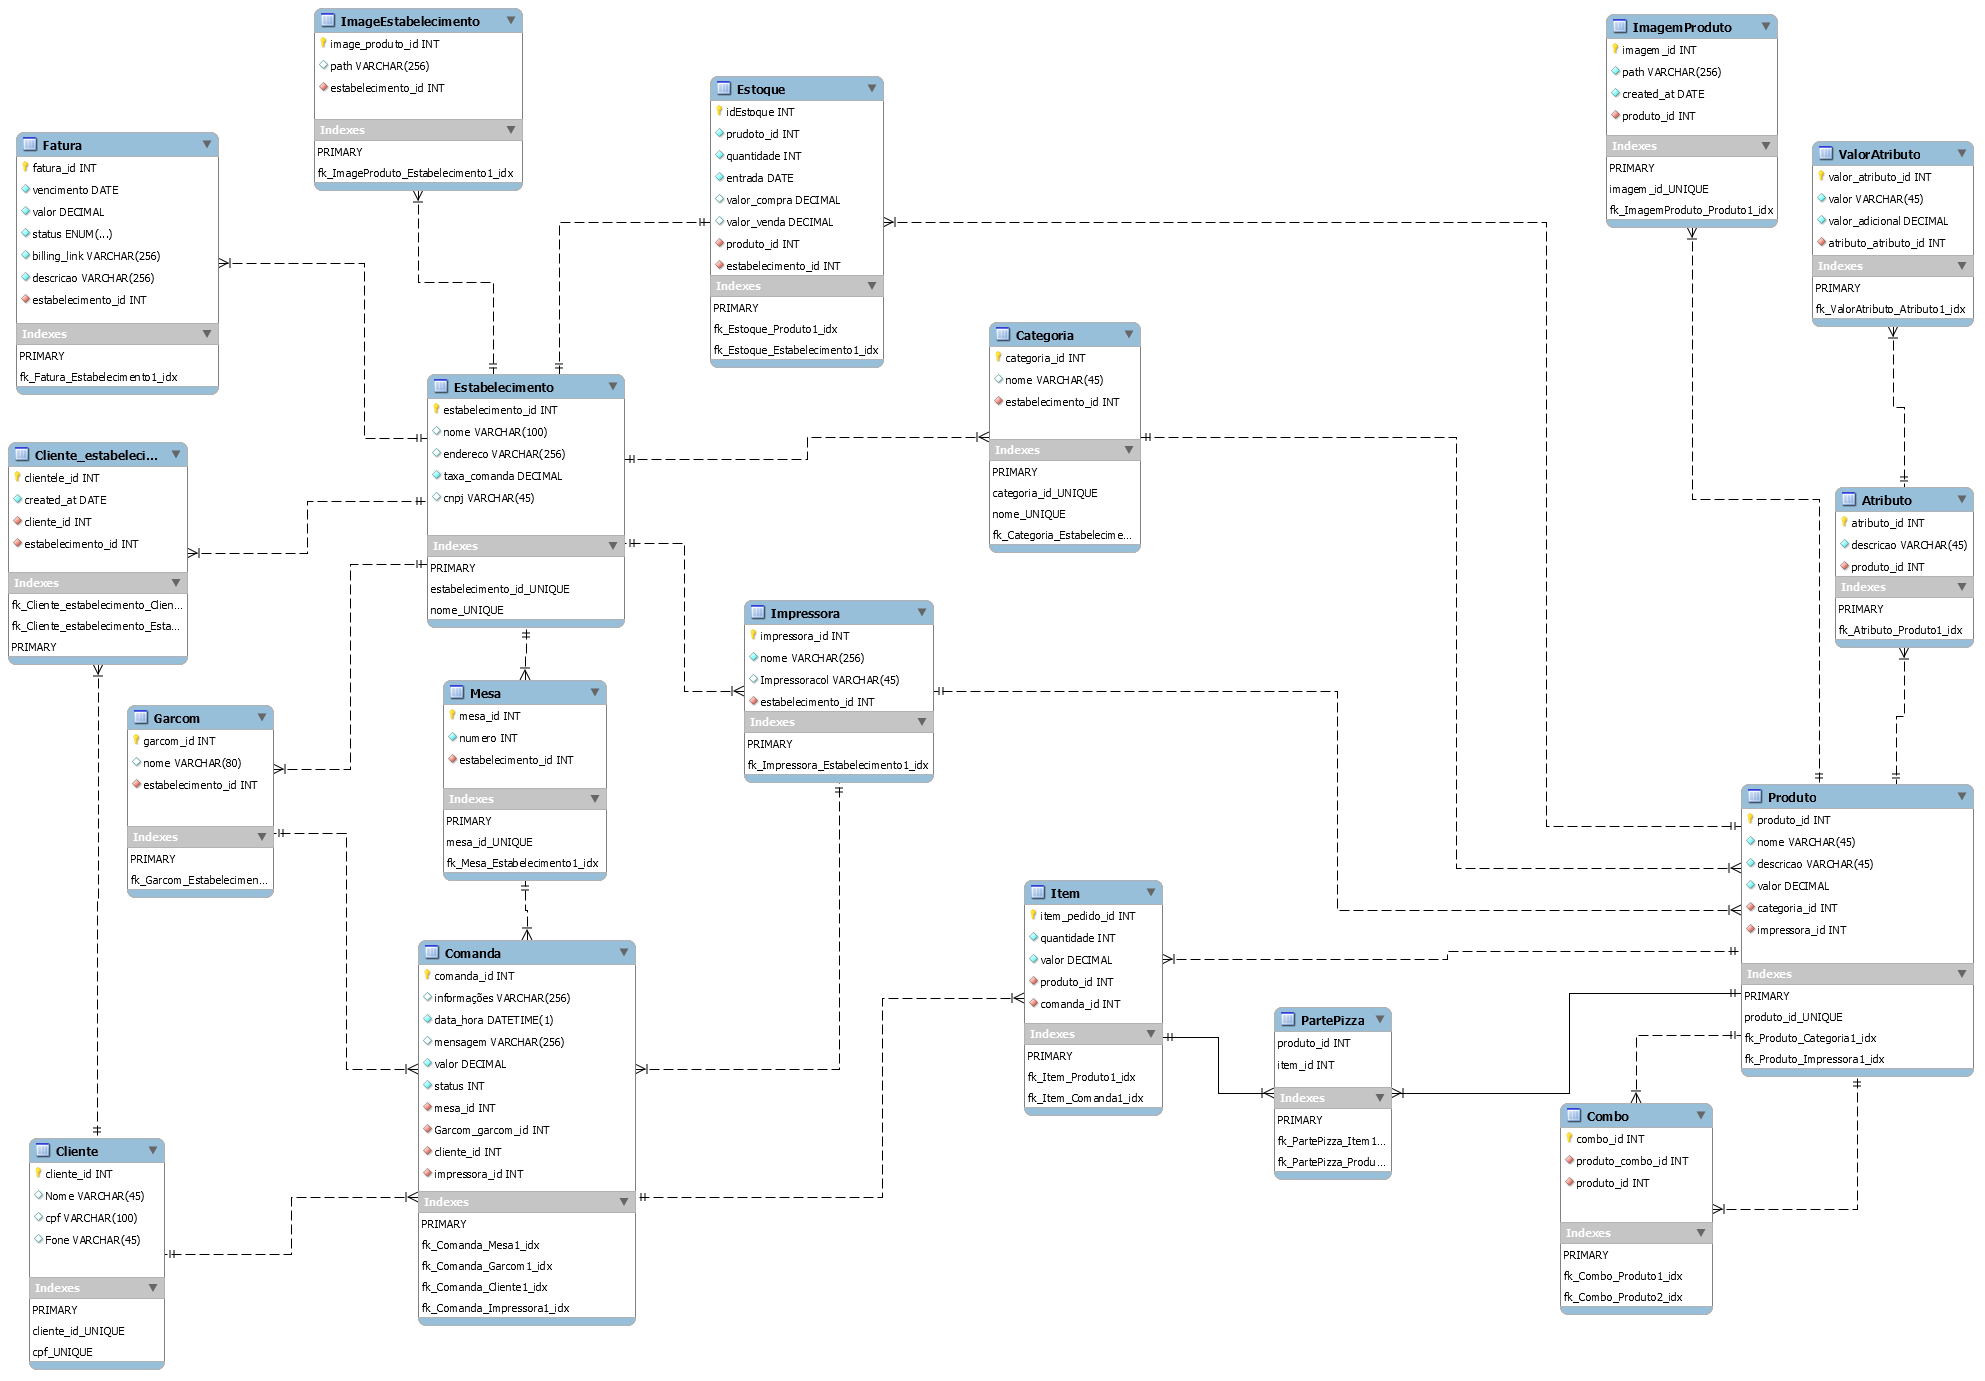 ImageEstabelecimento
image_produto_id INT
path VARCHAR(256)
estabelecimento_id INT
Indexes
PRIMARY
fk_ImageProduto_Estabelecimento1_idx
ImagemProduto
imagem_id INT
path VARCHAR(256)
created_at DATE
produto_id INT
Indexes
PRIMARY
imagem_id_UNIQUE
fk_ImagemProduto_Produto1_idx
Estoque
idEstoque INT
prudoto_id INT
quantidade INT
entrada DATE
valor_compra DECIMAL
valor_venda DECIMAL
produto_id INT
estabelecimento_id INT
Indexes
PRIMARY
fk_Estoque_Produto1_idx
fk_Estoque_Estabelecimento1_idx
Fatura
fatura_id INT
vencimento DATE
valor DECIMAL
status ENUM(...)
billing_link VARCHAR(256)
descricao VARCHAR(256)
estabelecimento_id INT
Indexes
PRIMARY
fk_Fatura_Estabelecimento1_idx
ValorAtributo
valor_atributo_id INT
valor VARCHAR(45)
valor_adicional DECIMAL
atributo_atributo_id INT
Indexes
PRIMARY
fk_ValorAtributo_Atributo1_idx
Categoria
categoria_id INT
nome VARCHAR(45)
estabelecimento_id INT
Indexes
PRIMARY
categoria_id_UNIQUE
nome_UNIQUE
fk_Categoria_Estabelecime...
Estabelecimento
estabelecimento_id INT
nome VARCHAR(100)
endereco VARCHAR(256)
taxa_comanda DECIMAL
cnpj VARCHAR(45)
Indexes
PRIMARY
estabelecimento_id_UNIQUE
nome_UNIQUE
Cliente_estabeleci...
clientele_id INT
created_at DATE
cliente_id INT
estabelecimento_id INT
Indexes
fk_Cliente_estabelecimento_Clien...
fk_Cliente_estabelecimento_Esta...
PRIMARY
Atributo
atributo_id INT
descricao VARCHAR(45)
produto_id INT
Indexes
PRIMARY
fk_Atributo_Produto1_idx
Impressora
impressora_id INT
nome VARCHAR(256)
Impressoracol VARCHAR(45)
estabelecimento_id INT
Indexes
PRIMARY
fk_Impressora_Estabelecimento1_idx
Mesa
mesa_id INT
numero INT
estabelecimento_id INT
Indexes
PRIMARY
mesa_id_UNIQUE
fk_Mesa_Estabelecimento1_idx
Garcom
garcom_id INT
nome VARCHAR(80)
estabelecimento_id INT
Indexes
PRIMARY
fk_Garcom_Estabelecimen...
Produto
produto_id INT
nome VARCHAR(45)
descricao VARCHAR(45)
valor DECIMAL
categoria_id INT
impressora_id INT
Indexes
PRIMARY
produto_id_UNIQUE
fk_Produto_Categoria1_idx
fk_Produto_Impressora1_idx
Item
item_pedido_id INT
quantidade INT
valor DECIMAL
produto_id INT
comanda_id INT
Indexes
PRIMARY
fk_Item_Produto1_idx
fk_Item_Comanda1_idx
Comanda
comanda_id INT
informações VARCHAR(256)
data_hora DATETIME(1)
mensagem VARCHAR(256)
valor DECIMAL
status INT
mesa_id INT
Garcom_garcom_id INT
cliente_id INT
impressora_id INT
Indexes
PRIMARY
fk_Comanda_Mesa1_idx
fk_Comanda_Garcom1_idx
fk_Comanda_Cliente1_idx
fk_Comanda_Impressora1_idx
PartePizza
produto_id INT
item_id INT
Indexes
PRIMARY
fk_PartePizza_Item1...
fk_PartePizza_Produ...
Combo
combo_id INT
produto_combo_id INT
produto_id INT
Indexes
PRIMARY
fk_Combo_Produto1_idx
fk_Combo_Produto2_idx
Cliente
cliente_id INT
Nome VARCHAR(45)
cpf VARCHAR(100)
Fone VARCHAR(45)
Indexes
PRIMARY
cliente_id_UNIQUE
cpf_UNIQUE